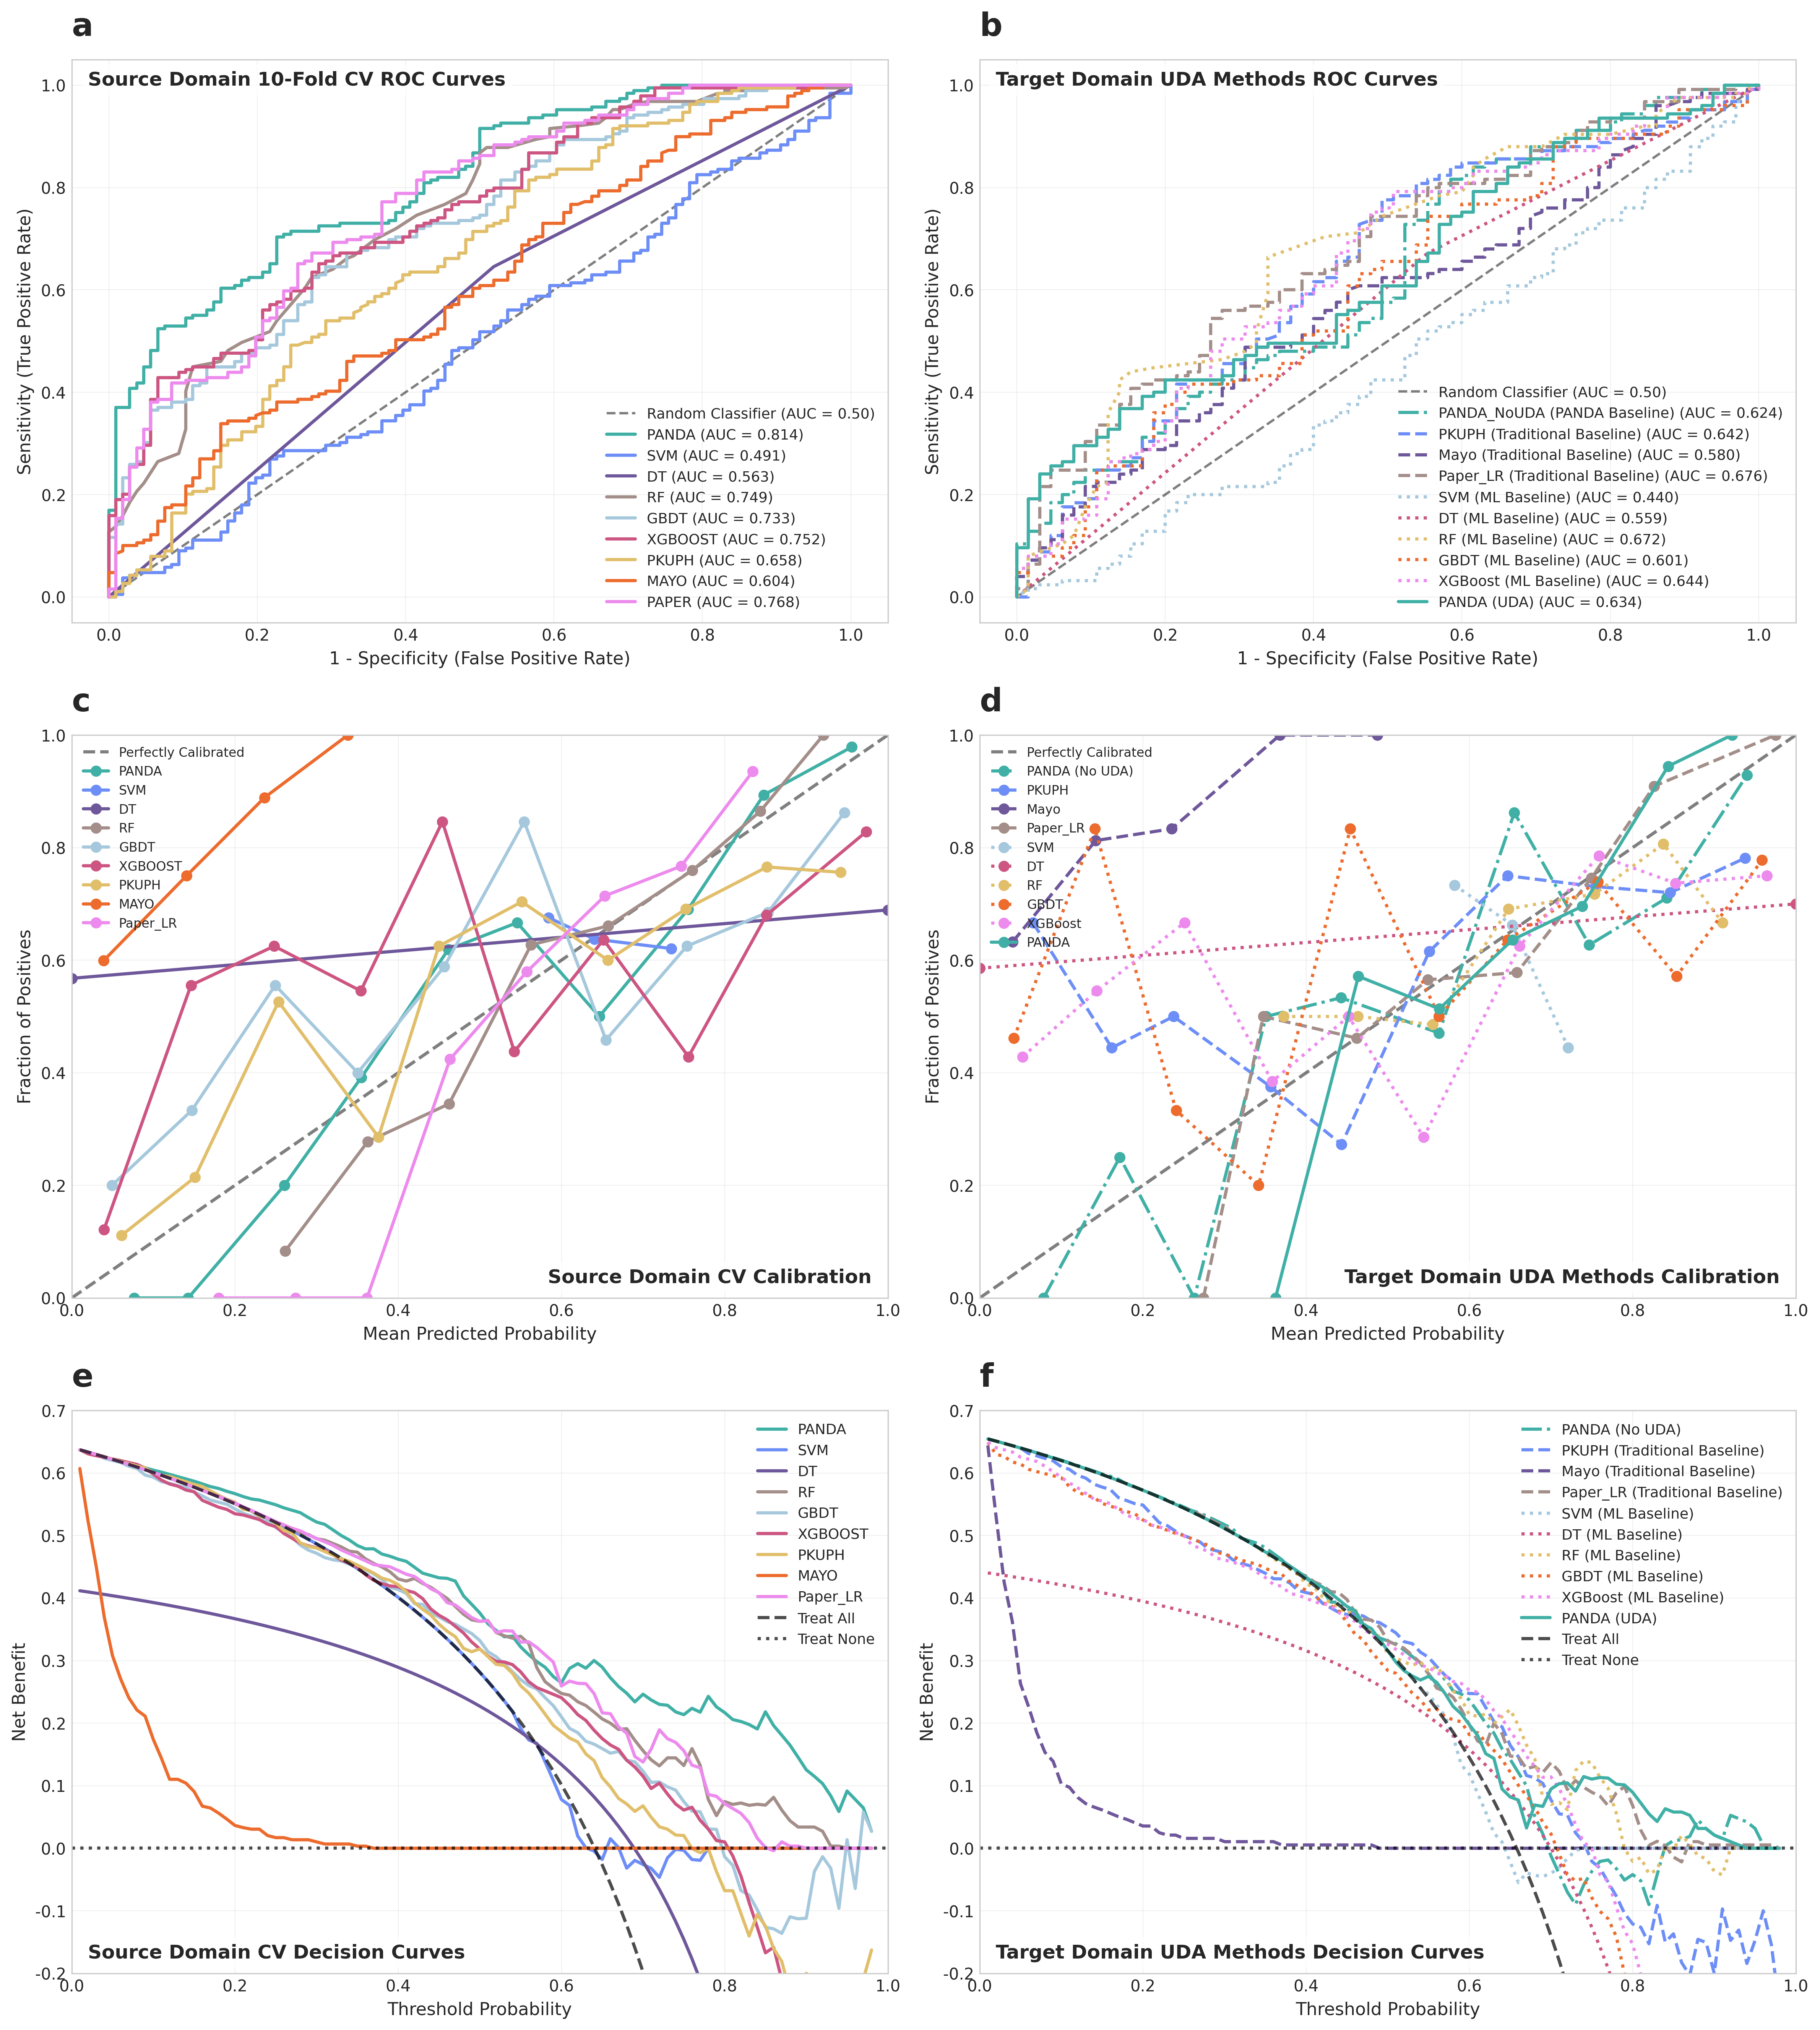 a
Source Domain 10-Fold CV ROC Curves
Sensitivity (True Positive Rate)
1.0
0.8
0.6
0.4
0.2
0.0
Random Classifier (AUC = 0.50)
PANDA (AUC = 0.814)
SVM (AUC = 0.491)
DT (AUC = 0.563)
RF (AUC = 0.749)
GBDT (AUC = 0.733)
XGBOOST (AUC = 0.752)
PKUPH (AUC = 0.658)
MAYO (AUC = 0.604)
PAPER (AUC = 0.768)
0.0 0.2 0.4 0.6 0.8 1.0
1 - Specificity (False Positive Rate)
b
Target Domain UDA Methods ROC Curves
Sensitivity (True Positive Rate)
1.0
0.8
0.6
0.4
0.2
0.0
Random Classifier (AUC = 0.50)
PANDA_NoUDA (PANDA Baseline) (AUC = 0.624)
PKUPH (Traditional Baseline) (AUC = 0.642)
Mayo (Traditional Baseline) (AUC = 0.580)
Paper_LR (Traditional Baseline) (AUC = 0.676)
SVM (ML Baseline) (AUC = 0.440)
DT (ML Baseline) (AUC = 0.559)
RF (ML Baseline) (AUC = 0.672)
GBDT (ML Baseline) (AUC = 0.601)
XGBoost (ML Baseline) (AUC = 0.644)
PANDA (UDA) (AUC = 0.634)
0.0 0.2 0.4 0.6 0.8 1.0
1 - Specificity (False Positive Rate)
c
Fraction of Positives
1.0
0.8
0.6
0.4
0.2
0.0
Perfectly Calibrated
PANDA
SVM
DT
RF
GBDT
XGBOOST
PKUPH
MAYO
Paper_LR
Source Domain CV Calibration
0.0 0.2 0.4 0.6 0.8 1.0
Mean Predicted Probability
d
Fraction of Positives
1.0
0.8
0.6
0.4
0.2
0.0
Perfectly Calibrated
PANDA (No UDA)
PKUPH
Mayo
Paper_LR
SVM
DT
RF
GBDT
XGBoost
PANDA
Target Domain UDA Methods Calibration
0.0 0.2 0.4 0.6 0.8 1.0
Mean Predicted Probability
e
Net Benefit
0.7
0.6
0.5
0.4
0.3
0.2
0.1
0.0
-0.1
-0.2
PANDA
SVM
DT
RF
GBDT
XGBOOST
PKUPH
MAYO
Paper_LR
Treat All
Treat None
Source Domain CV Decision Curves
0.0 0.2 0.4 0.6 0.8 1.0
Threshold Probability
f
Net Benefit
0.7
0.6
0.5
0.4
0.3
0.2
0.1
0.0
-0.1
-0.2
PANDA (No UDA)
PKUPH (Traditional Baseline)
Mayo (Traditional Baseline)
Paper_LR (Traditional Baseline)
SVM (ML Baseline)
DT (ML Baseline)
RF (ML Baseline)
GBDT (ML Baseline)
XGBoost (ML Baseline)
PANDA (UDA)
Treat All
Treat None
Target Domain UDA Methods Decision Curves
0.0 0.2 0.4 0.6 0.8 1.0
Threshold Probability